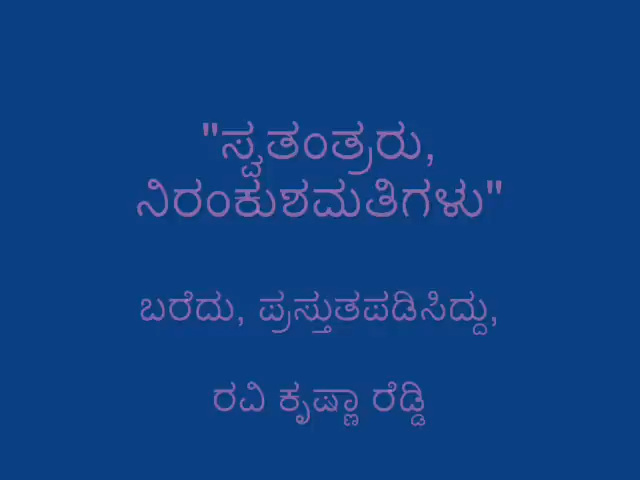 "ಸ್ವತಂತ್ರರು,
ನಿರಂಕುಶಮತಿಗಳು"
ಬರೆದು, ಪ್ರಸ್ತುತಪಡಿಸಿದ್ದು,
ರವಿ ಕೃಷ್ಣಾ ರೆಡ್ಡಿ